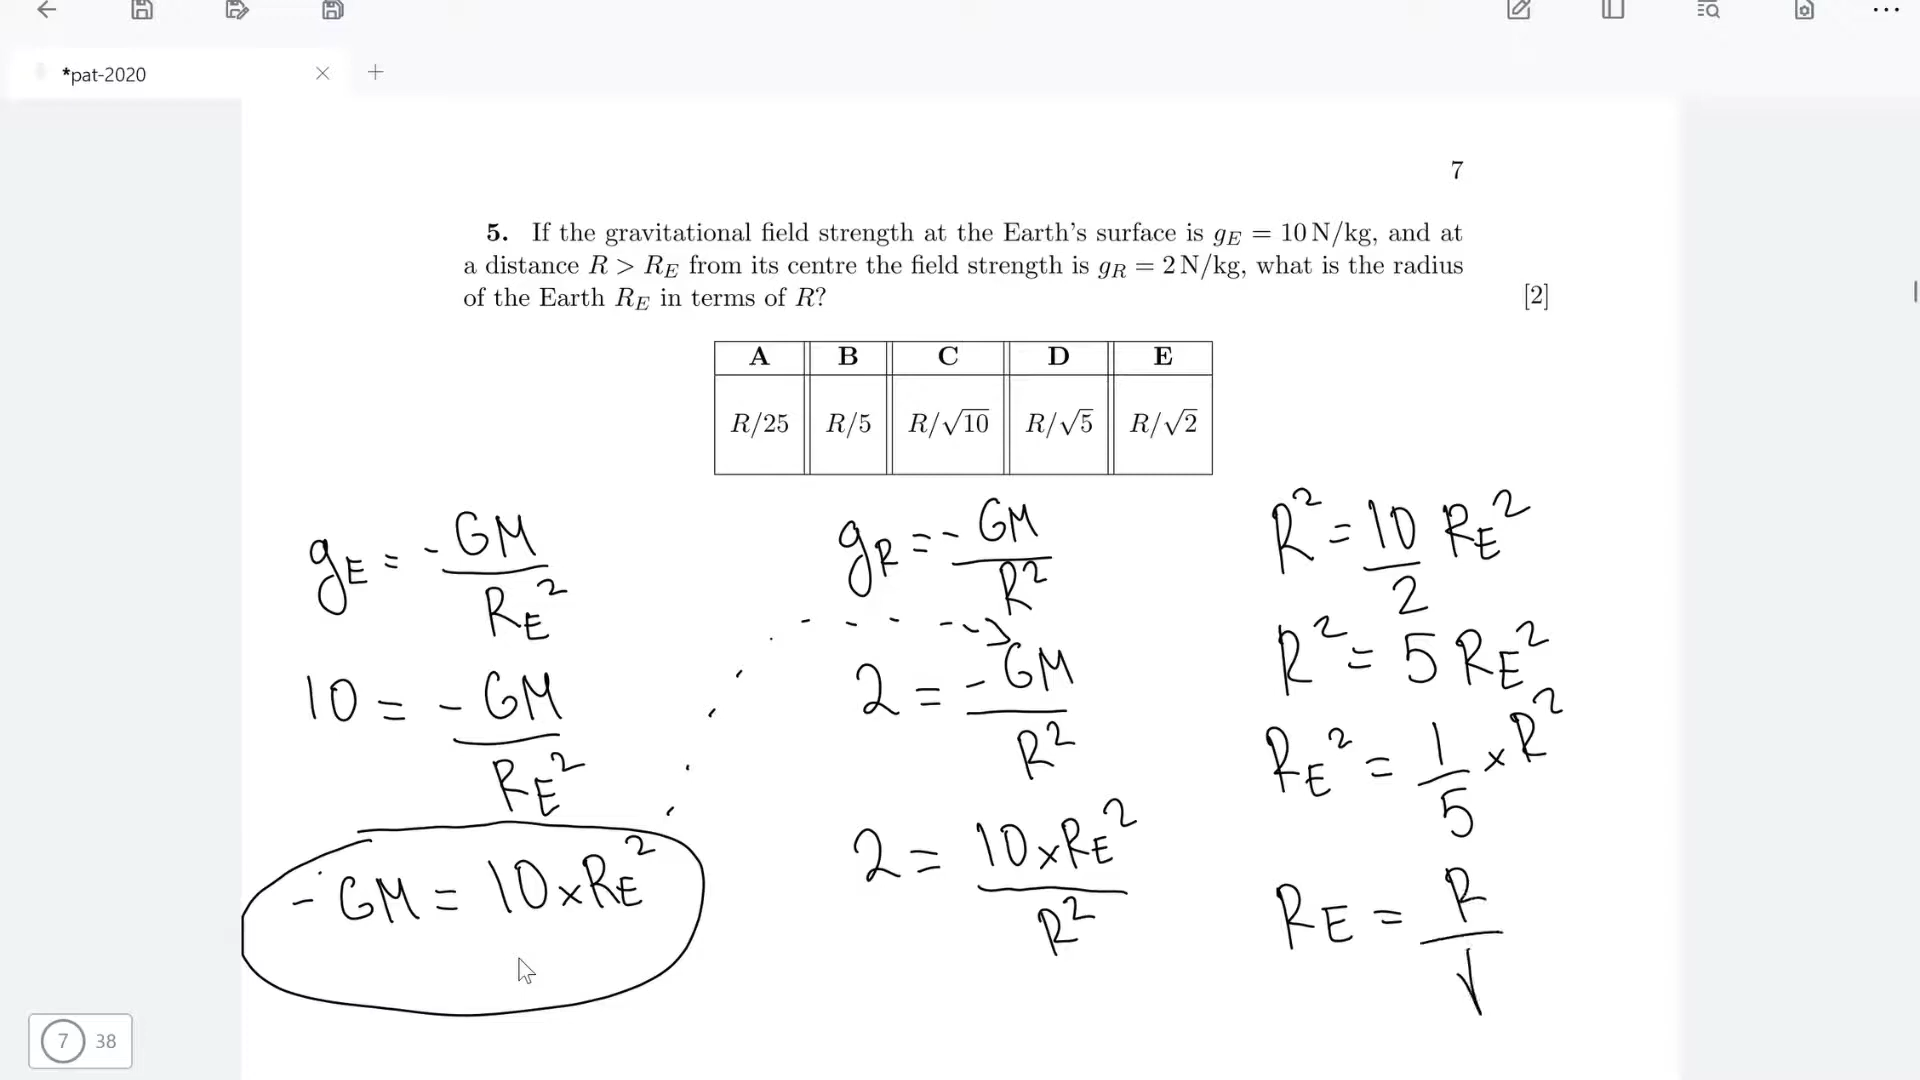 *pat-2020
7
5. If the gravitational field strength at the Earth's surface is g_E = 10 N/kg, and at
a distance R > R_E from its centre the field strength is g_R = 2 N/kg, what is the radius
of the Earth R_E in terms of R? [2]
A B C D E
R/25 R/5 R/√10 R/√5 R/√2
g_E = -GM/R_E²
10 = -GM/R_E²
-GM = 10×R_E²
g_R = -GM/R²
2 = -GM/R²
2 = 10×R_E²/R²
R² = 10/2 R_E²
R² = 5 R_E²
R_E² = 1/5 × R²
R_E = R/√
7 38